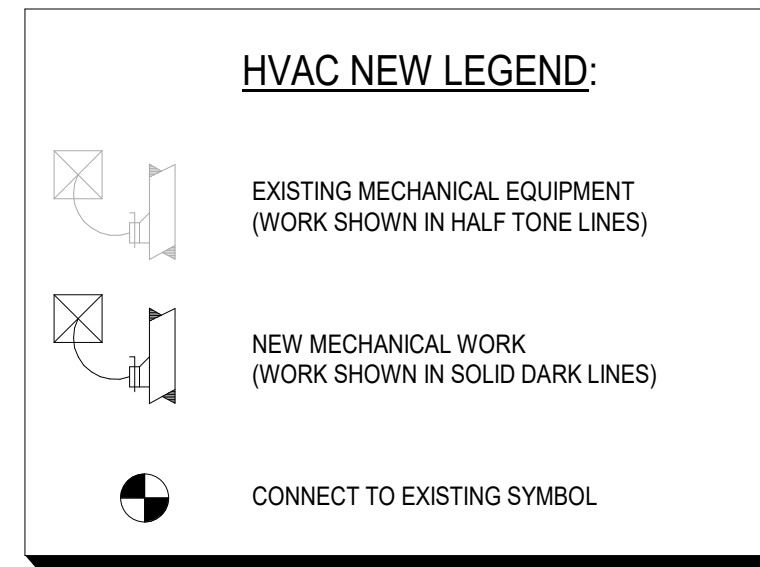 HVAC NEW LEGEND:
EXISTING MECHANICAL EQUIPMENT
(WORK SHOWN IN HALF TONE LINES)
NEW MECHANICAL WORK
(WORK SHOWN IN SOLID DARK LINES)
CONNECT TO EXISTING SYMBOL